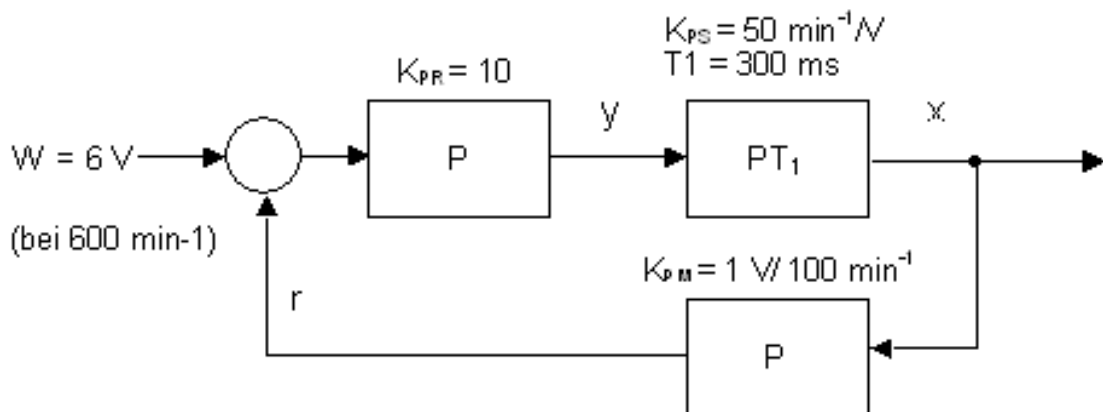 K_PS = 50 min⁻¹/V
T1 = 300 ms
K_PR = 10
y
x
W = 6 V
P
PT₁
(bei 600 min-1)
K_PM = 1 V/ 100 min⁻¹
r
P